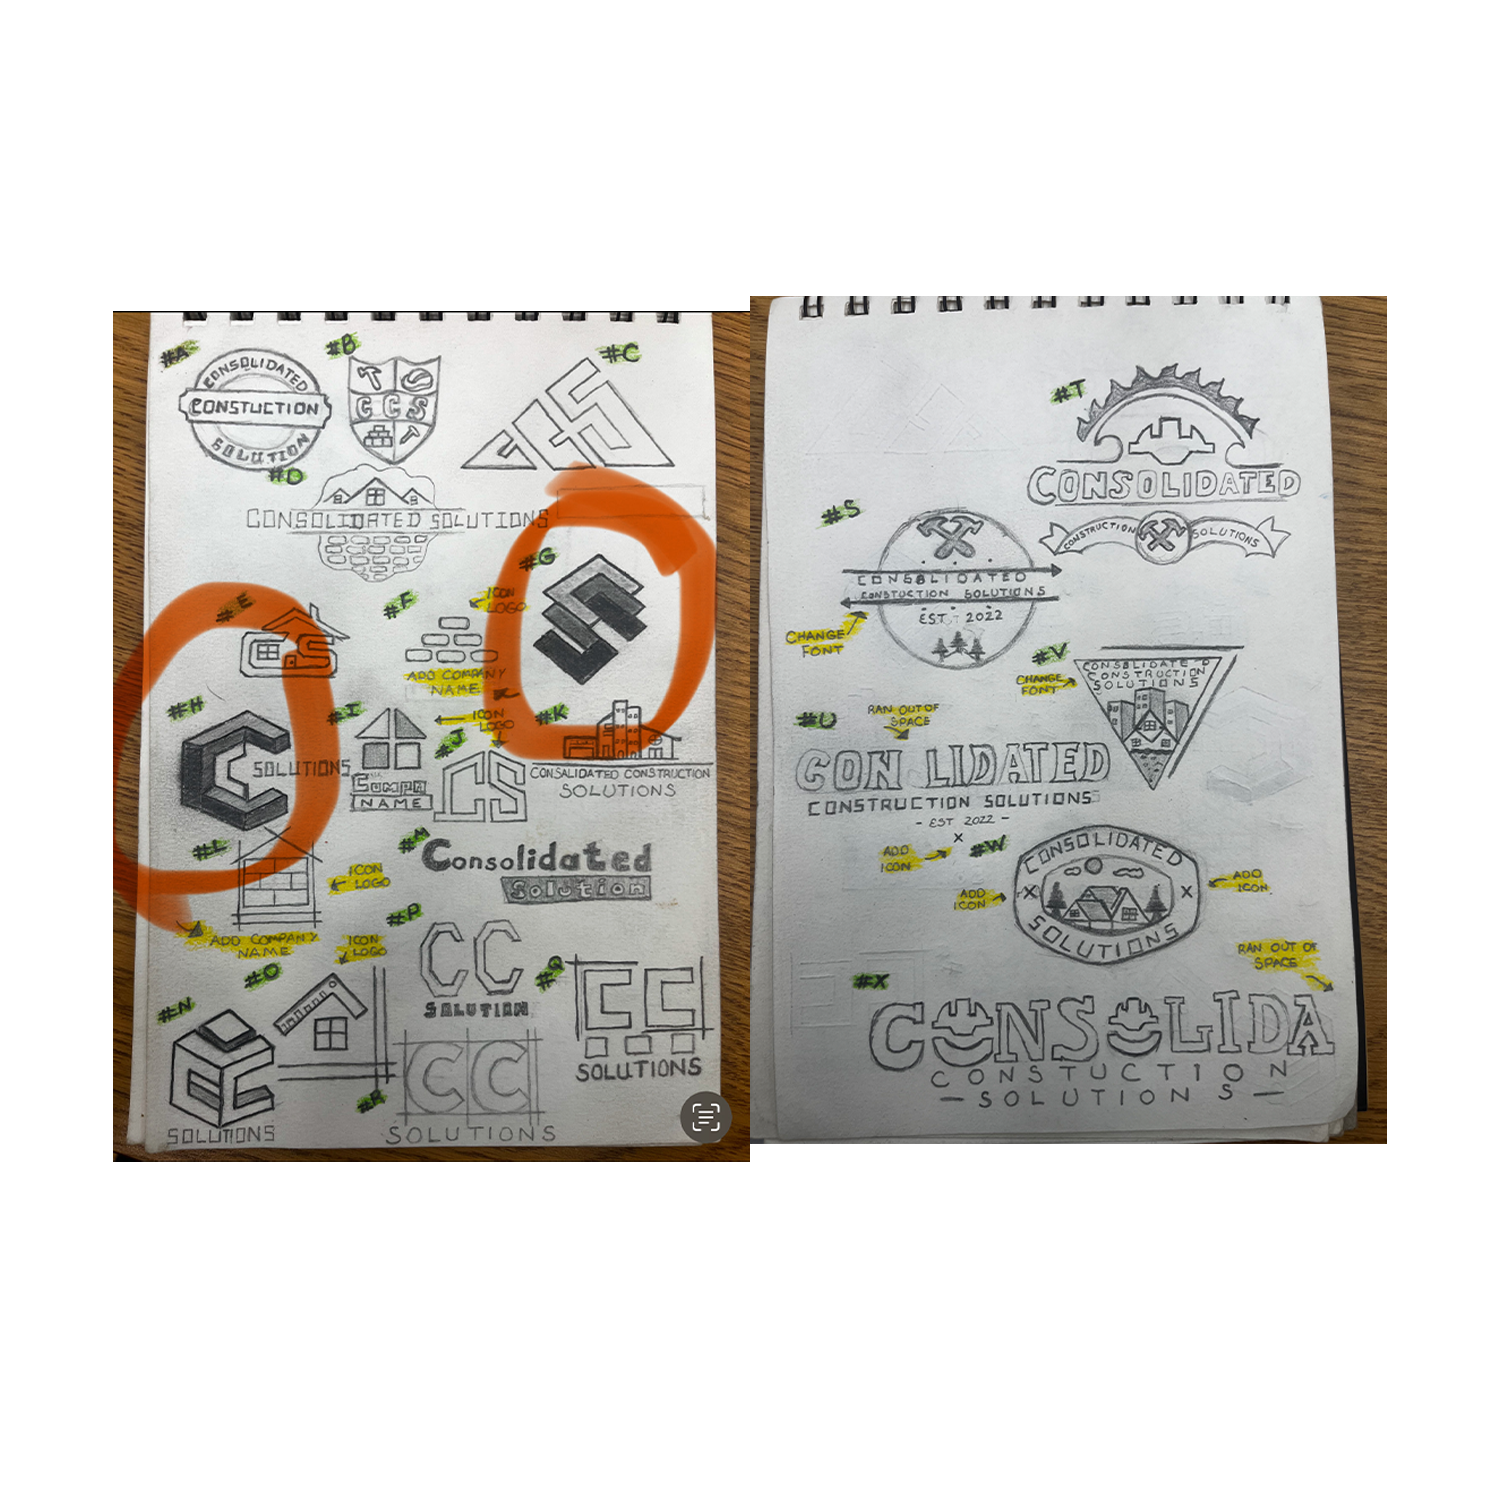 #A
CONSOLIDATED
CONSTUCTION
SOLUTION
#B
C C S
#C
CCS
#D
CONSOLIDATED SOLUTIONS
#E
CS
#F
ICON
LOGO
ADD COMPANY
NAME
#G
#H
C
SOLUTIONS
#I
ICON
LOGO
NAME
#J
CS
#K
CONSALIDATED CONSTRUCTION
SOLUTIONS
#L
ICON
LOGO
ADD COMPANY
NAME
#M
Consolidated
Solution
#N
CC
SOLUTIONS
#O
ICON
LOGO
#P
CC
SOLUTION
#Q
CC
SOLUTIONS
#R
CC
SOLUTIONS
#T
CONSOLIDATED
CONSTRUCTION
SOLUTIONS
#S
CONSOLIDATED
CONSTUCTION SOLUTIONS
EST 2022
CHANGE
FONT
#V
CONSOLIDATED
CONSTRUCTION
SOLUTIONS
CHANGE
FONT
#U
RAN OUT OF
SPACE
CON LIDATED
CONSTRUCTION SOLUTIONS
- EST 2022 -
#W
X
ADD
ICON
ADD
ICON
ADD
ICON
CONSOLIDATED
X X
SOLUTIONS
RAN OUT OF
SPACE
#X
CONSOLIDA
CONSTUCTION
- SOLUTIONS -